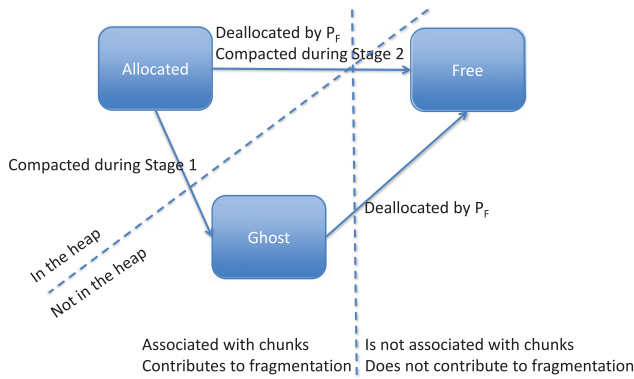 Deallocated by PF
Compacted during Stage 2
Allocated
Free
Compacted during Stage 1
Deallocated by PF
Ghost
In the heap
Not in the heap
Associated with chunks
Contributes to fragmentation
Is not associated with chunks
Does not contribute to fragmentation